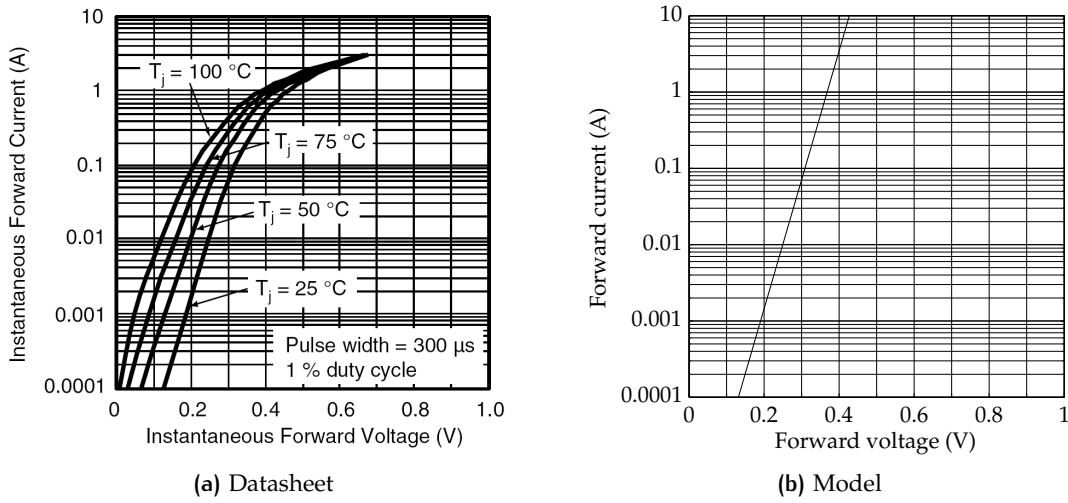 Instantaneous Forward Current (A)
10
1
0.1
0.01
0.001
0.0001
T_j = 100 °C
T_j = 75 °C
T_j = 50 °C
T_j = 25 °C
Pulse width = 300 µs
1 % duty cycle
0
0.2
0.4
0.6
0.8
1.0
Instantaneous Forward Voltage (V)
(a) Datasheet
Forward current (A)
10
1
0.1
0.01
0.001
0.0001
0
0.2
0.4
0.6
0.8
1
Forward voltage (V)
(b) Model